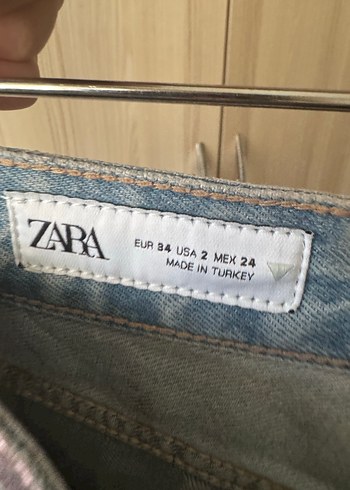 ZARA
EUR 34 USA 2 MEX 24
MADE IN TURKEY